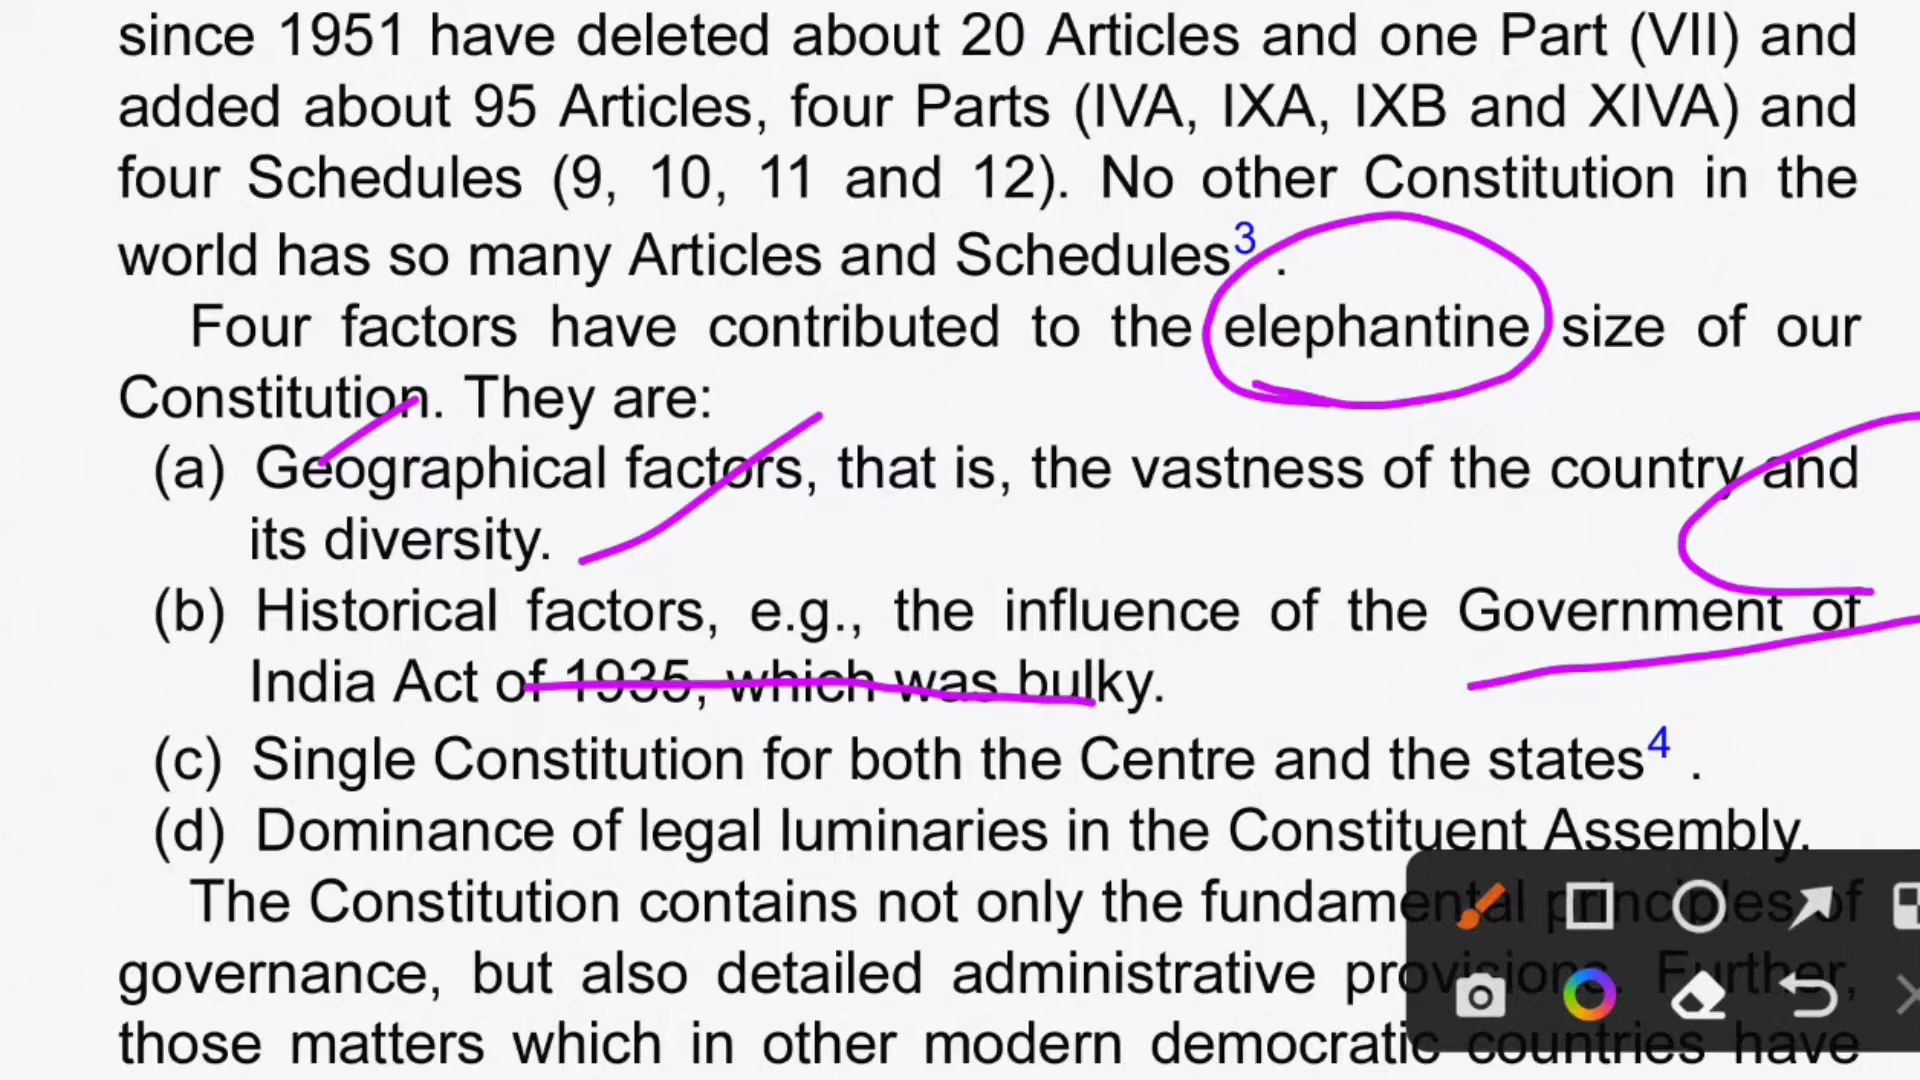 since 1951 have deleted about 20 Articles and one Part (VII) and
added about 95 Articles, four Parts (IVA, IXA, IXB and XIVA) and
four Schedules (9, 10, 11 and 12). No other Constitution in the
world has so many Articles and Schedules3 .
Four factors have contributed to the elephantine size of our
Constitution. They are:
(a) Geographical factors, that is, the vastness of the country and
its diversity.
(b) Historical factors, e.g., the influence of the Government of
India Act of 1935, which was bulky.
(c) Single Constitution for both the Centre and the states4 .
(d) Dominance of legal luminaries in the Constituent Assembly.
The Constitution contains not only the fundamental principles of
governance, but also detailed administrative provisions. Further,
those matters which in other modern democratic countries have